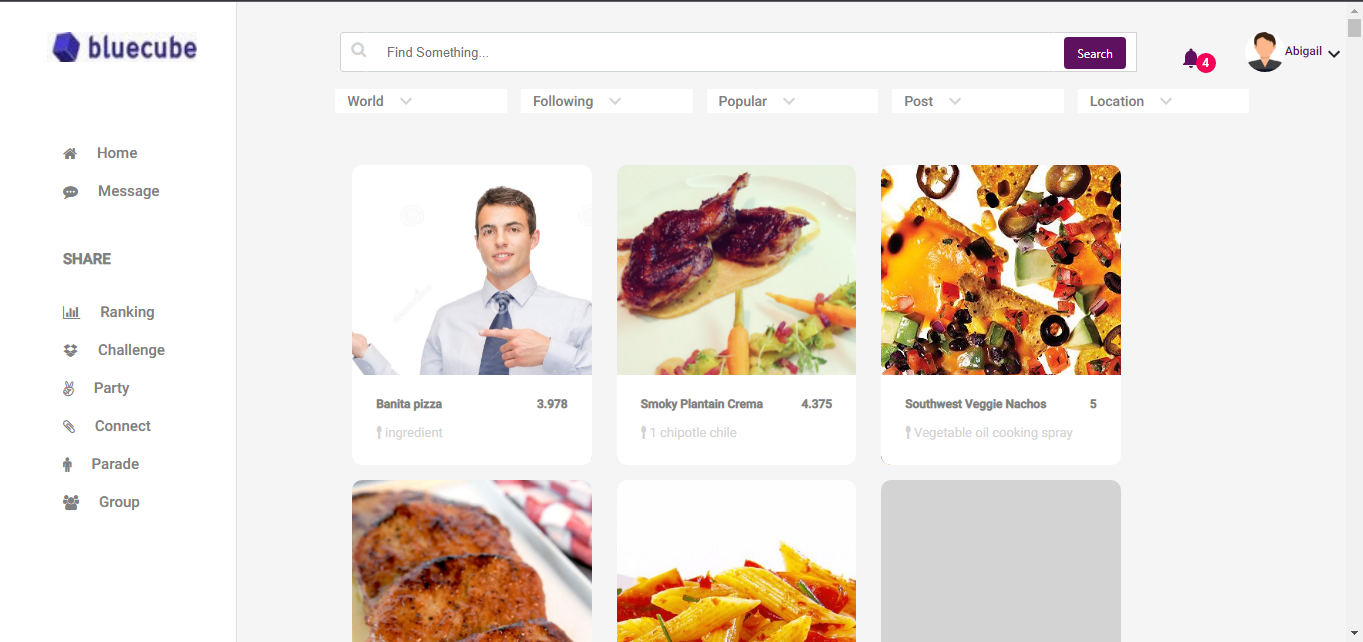 bluecube
Find Something...
Search
4
Abigail
World
Following
Popular
Post
Location
Home
Message
SHARE
Ranking
Challenge
Party
Connect
Parade
Group
Banita pizza 3.978
ingredient
Smoky Plantain Crema 4.375
1 chipotle chile
Southwest Veggie Nachos 5
Vegetable oil cooking spray